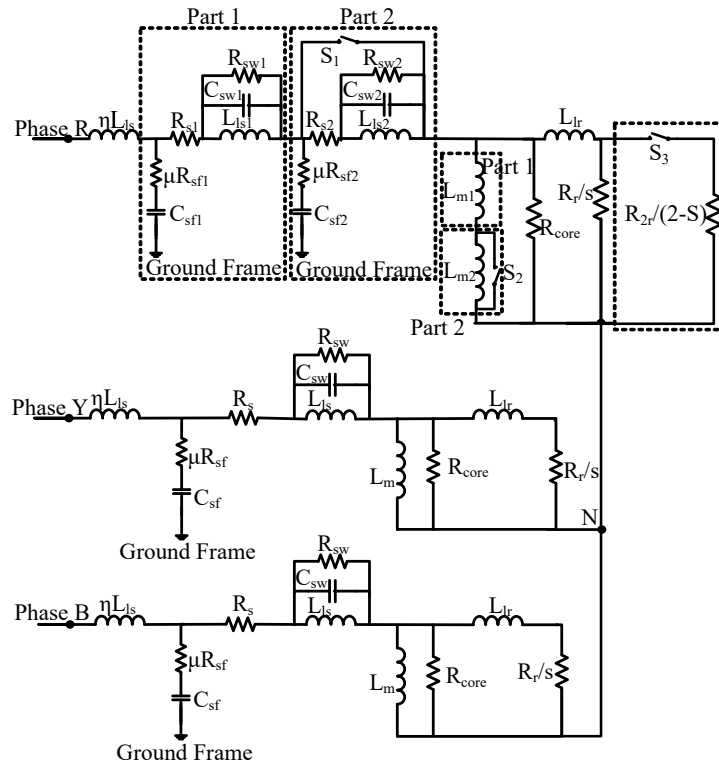 Part 1
Part 2
Rsw1
S1
Rsw2
Csw1
Csw2
Phase R
ηLls
Rs1
Lls1
Rs2
Lls2
Llr
S3
μRsf1
μRsf2
Part 1
Lm1
Rr/s
R2r/(2-S)
Csf1
Csf2
Rcore
Ground Frame
Ground Frame
Lm2
S2
Part 2
Rsw
Csw
Phase Y
ηLls
Rs
Lls
Llr
μRsf
Lm
Rcore
Rr/s
Csf
N
Ground Frame
Rsw
Csw
Phase B
ηLls
Rs
Lls
Llr
μRsf
Lm
Rcore
Rr/s
Csf
Ground Frame